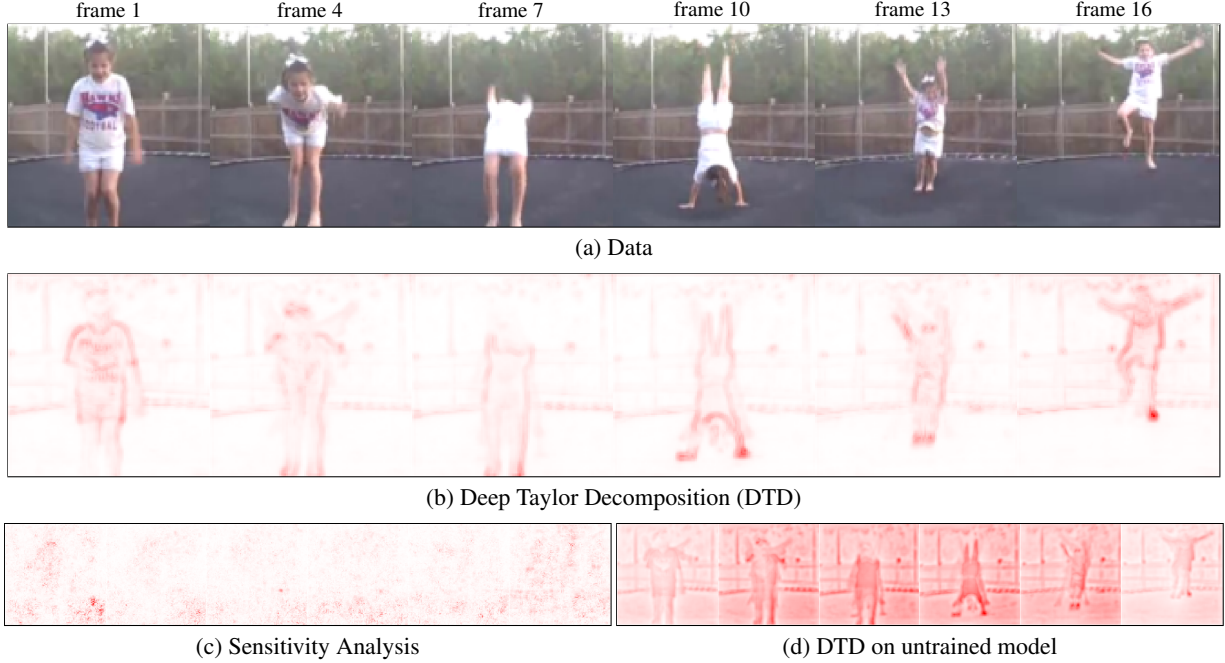 frame 1 frame 4 frame 7 frame 10 frame 13 frame 16
HAWKS
(a) Data
(b) Deep Taylor Decomposition (DTD)
(c) Sensitivity Analysis (d) DTD on untrained model